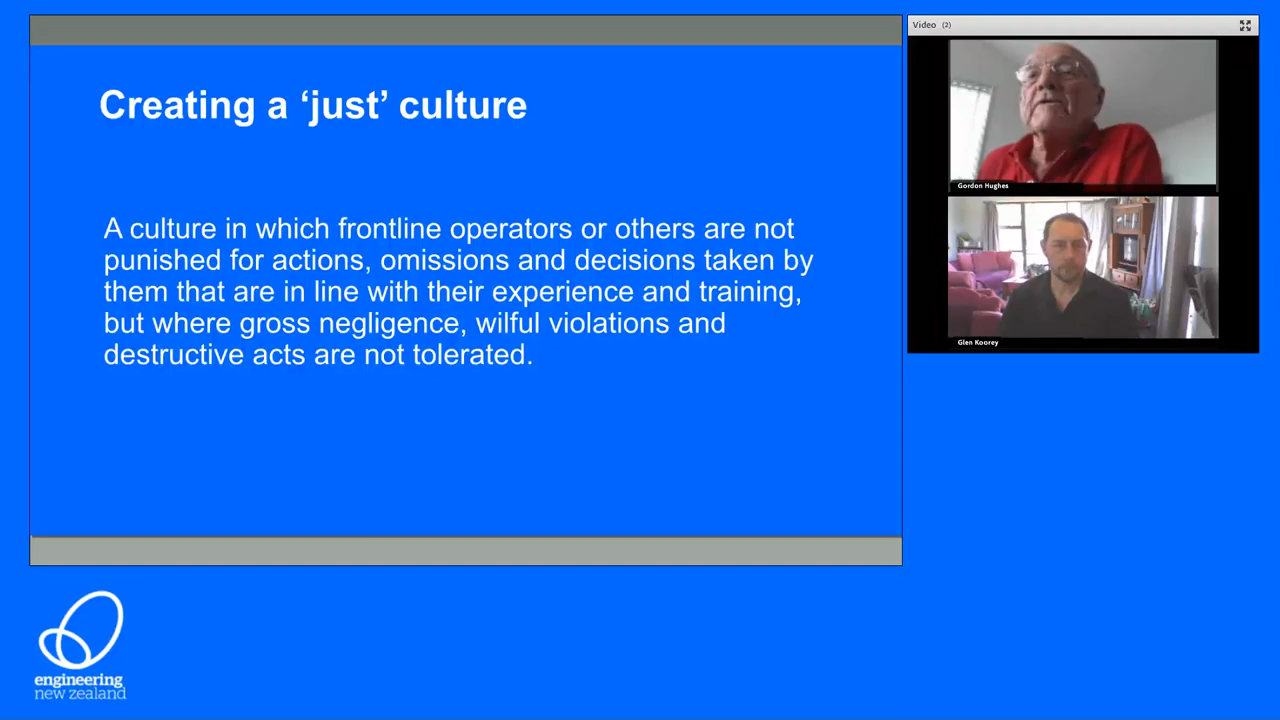 Creating a ‘just’ culture
A culture in which frontline operators or others are not
punished for actions, omissions and decisions taken by
them that are in line with their experience and training,
but where gross negligence, wilful violations and
destructive acts are not tolerated.
Video (2)
Gordon Hughes
Glen Koorey
engineering
new zealand